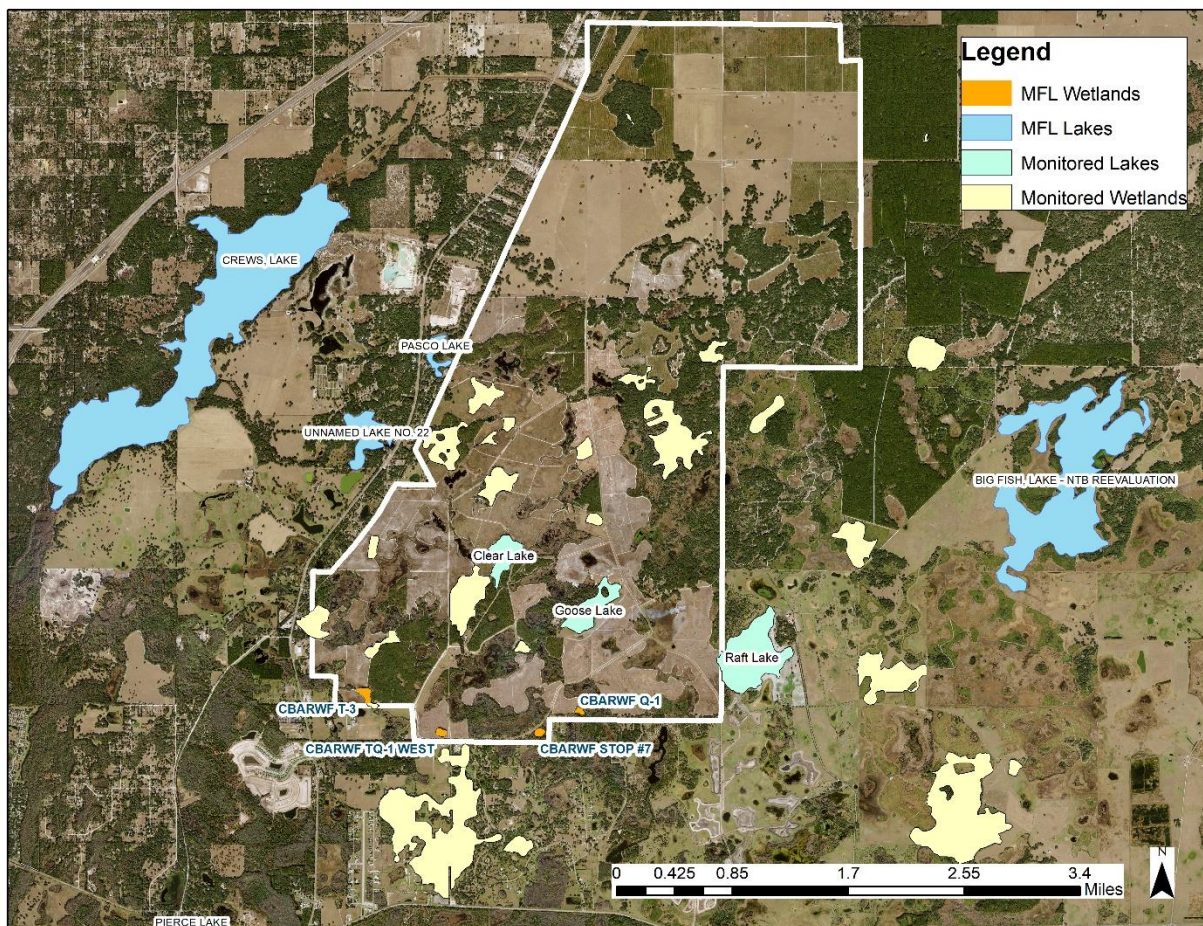 Legend
MFL Wetlands
MFL Lakes
Monitored Lakes
Monitored Wetlands
CREWS, LAKE
PASCO LAKE
UNNAMED LAKE NO. 22
BIG FISH, LAKE - NTB REEVALUATION
Clear Lake
Goose Lake
Raft Lake
CBARWF T-3
CBARWF Q-1
CBARWF TQ-1 WEST
CBARWF STOP #7
0 0.425 0.85 1.7 2.55 3.4
Miles
N
PIERCE LAKE